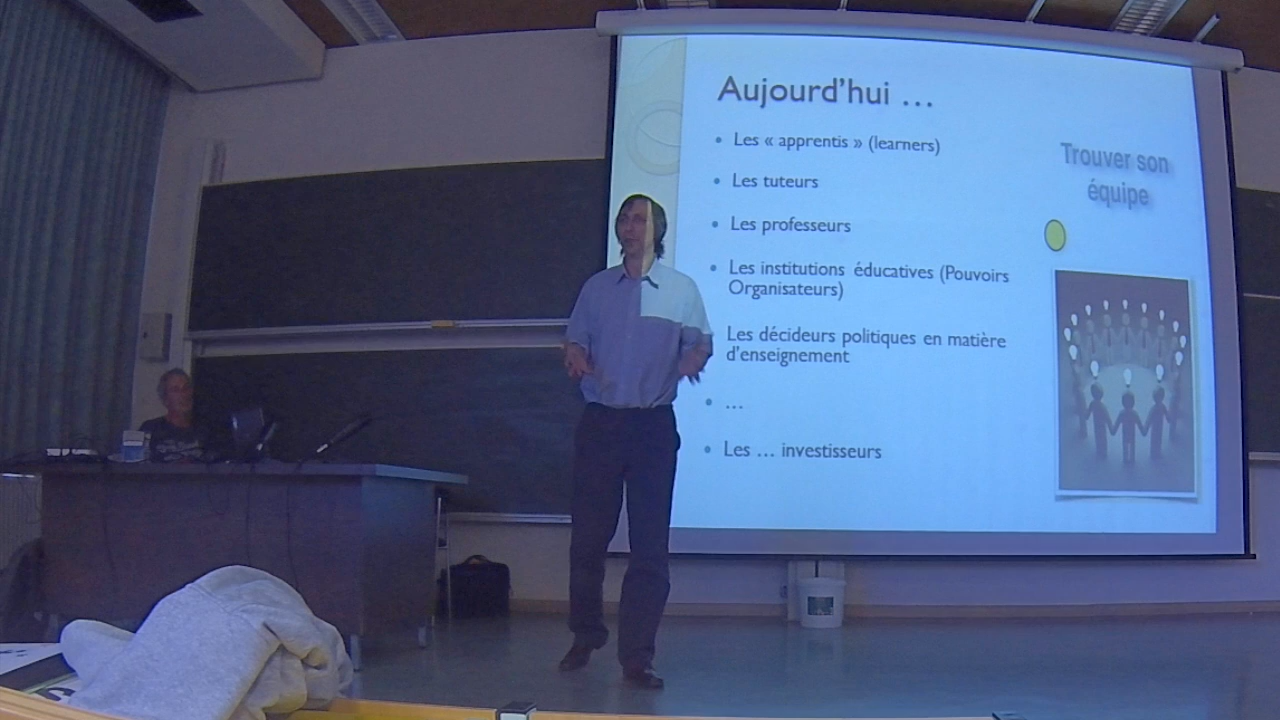 Aujourd'hui …
• Les « apprentis » (learners)
• Les tuteurs
• Les professeurs
• Les institutions éducatives (Pouvoirs
Organisateurs)
Les décideurs politiques en matière
d'enseignement
• …
• Les … investisseurs
Trouver son
équipe